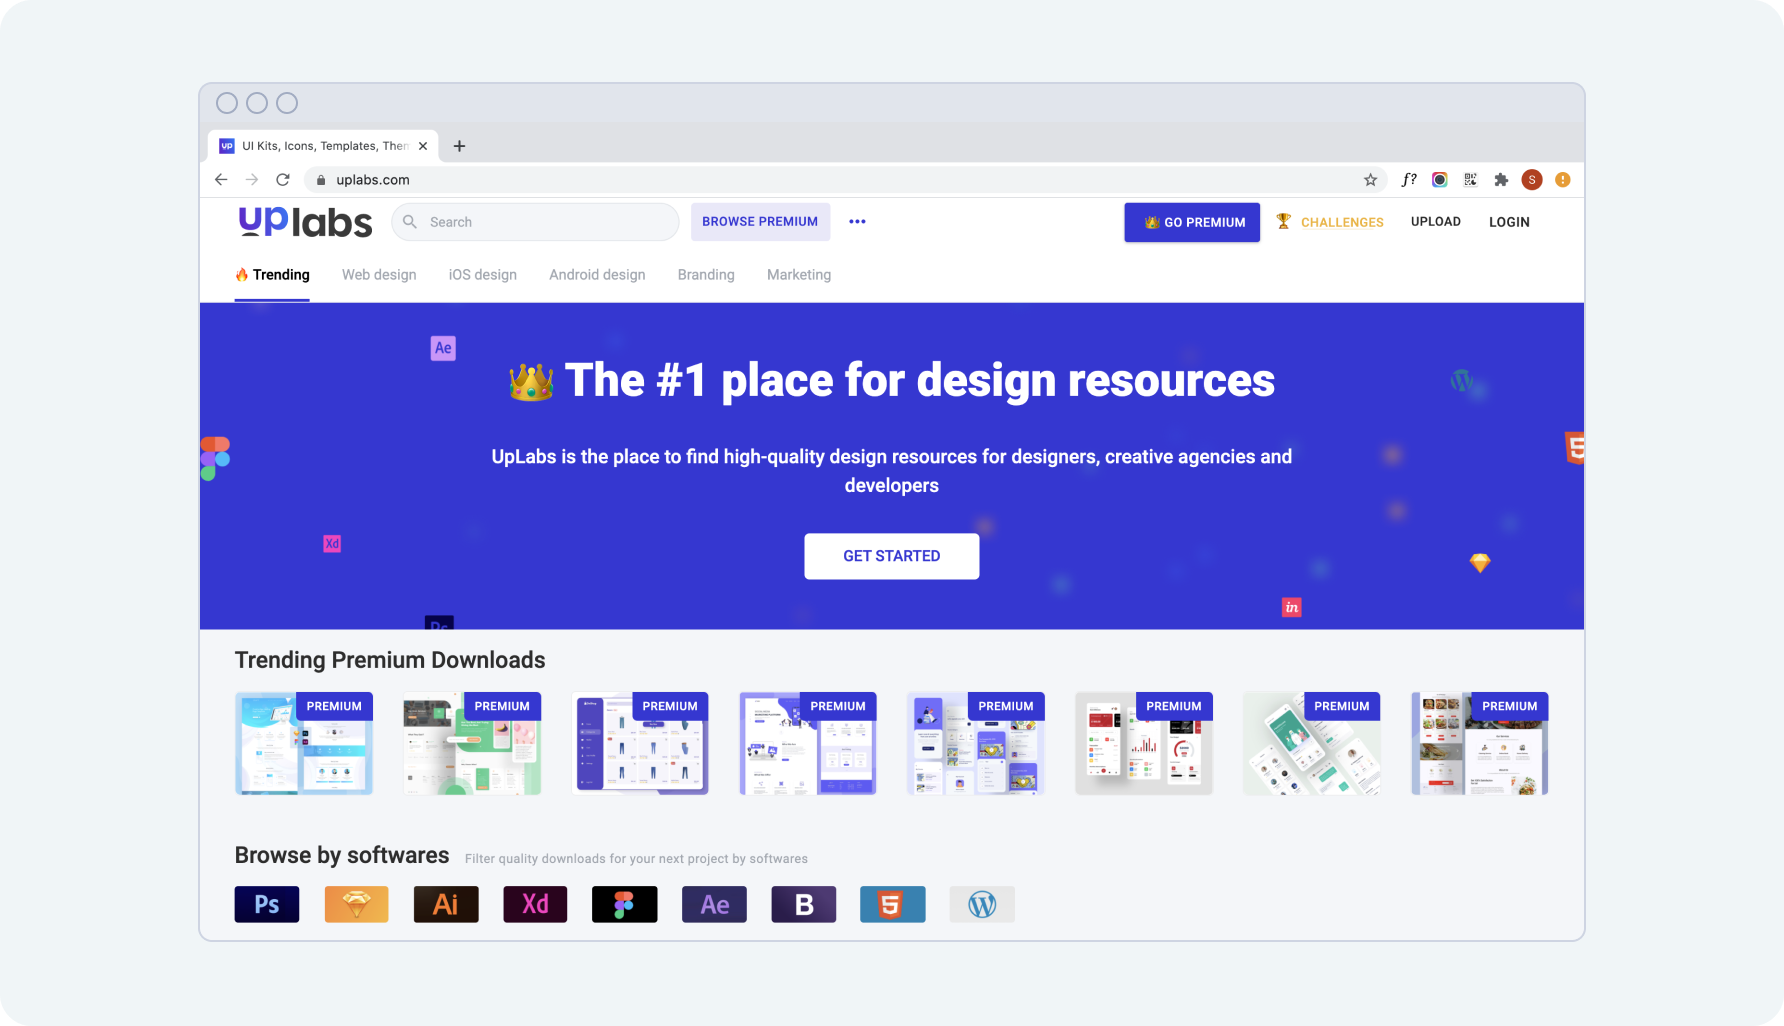 UI Kits, Icons, Templates, Them
uplabs.com
f?
S
uplabs
Search
BROWSE PREMIUM
GO PREMIUM
CHALLENGES
UPLOAD
LOGIN
Trending
Web design
iOS design
Android design
Branding
Marketing
Ae
The #1 place for design resources
UpLabs is the place to find high-quality design resources for designers, creative agencies and
developers
Xd
GET STARTED
in
Ps
Trending Premium Downloads
PREMIUM
PREMIUM
PREMIUM
PREMIUM
PREMIUM
PREMIUM
PREMIUM
PREMIUM
Browse by softwares
Filter quality downloads for your next project by softwares
Ps
Ai
Xd
Ae
B
5
W